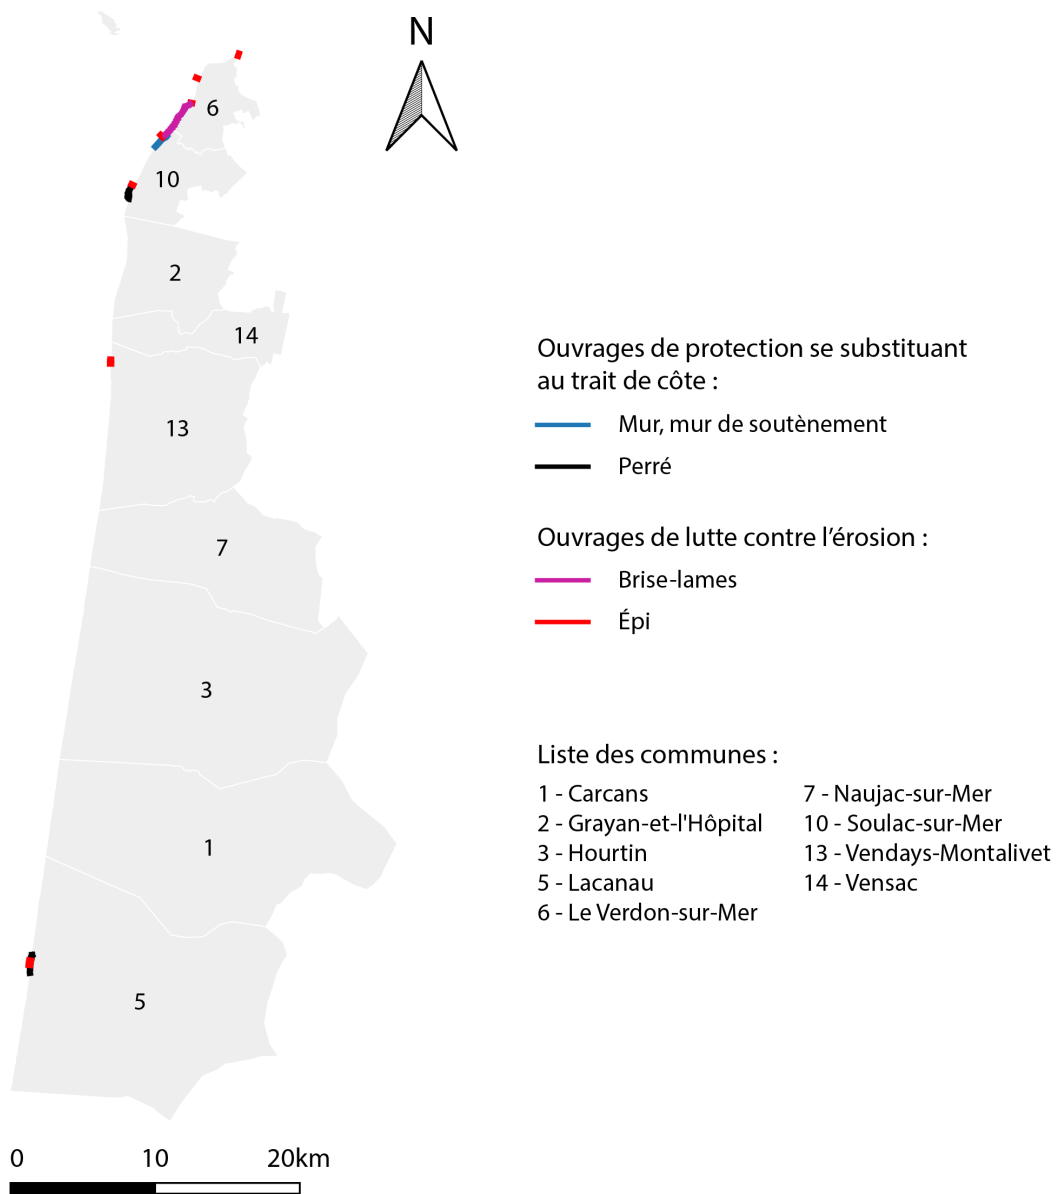 N
6
10
2
14
13
7
3
1
5
Ouvrages de protection se substituant
au trait de côte :
Mur, mur de soutènement
Perré
Ouvrages de lutte contre l’érosion :
Brise-lames
Épi
Liste des communes :
1 - Carcans
2 - Grayan-et-l'Hôpital
3 - Hourtin
5 - Lacanau
6 - Le Verdon-sur-Mer
7 - Naujac-sur-Mer
10 - Soulac-sur-Mer
13 - Vendays-Montalivet
14 - Vensac
0 10 20km